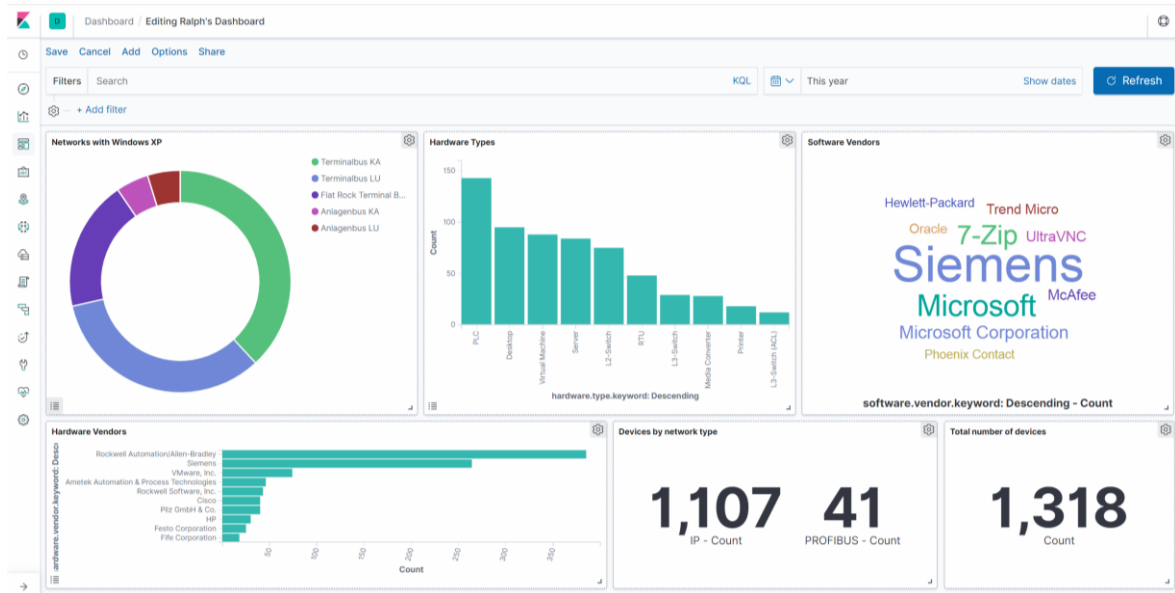 D Dashboard / Editing Ralph's Dashboard
Save Cancel Add Options Share
Filters Search KQL This year Show dates Refresh
+ Add filter
Networks with Windows XP
Terminalbus KA
Terminalbus LU
Flat Rock Terminal B...
Anlagenbus KA
Anlagenbus LU
Hardware Types
150
100
50
0
Count
PLC
Desktop
Virtual Machine
Server
L2-Switch
RTU
L3-Switch
Media Converter
Printer
L3-Switch (ACL)
hardware.type.keyword: Descending
Software Vendors
Hewlett-Packard
Trend Micro
Oracle
7-Zip
UltraVNC
Siemens
Microsoft
McAfee
Microsoft Corporation
Phoenix Contact
software.vendor.keyword: Descending - Count
Hardware Vendors
ardware.vendor.keyword: Desc
Rockwell Automation/Allen-Bradley
Siemens
VMware, Inc.
Ametek Automation & Process Technologies
Rockwell Software, Inc.
Cisco
Pilz GmbH & Co.
HP
Festo Corporation
Fife Corporation
50
100
150
200
250
300
350
Count
Devices by network type
1,107 41
IP - Count PROFIBUS - Count
Total number of devices
1,318
Count